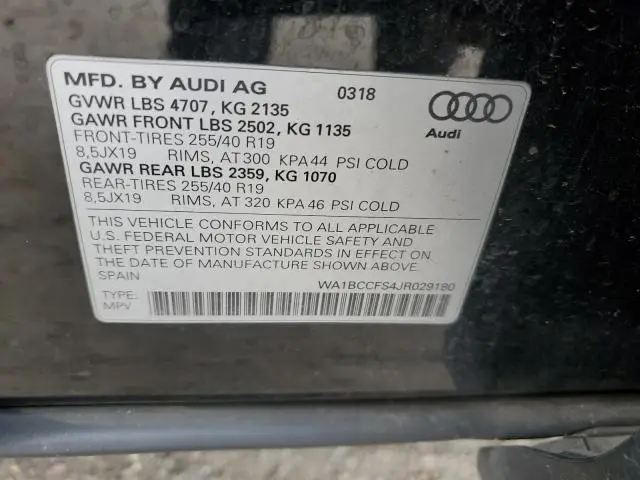 MFD. BY AUDI AG 0318
GVWR LBS 4707, KG 2135
GAWR FRONT LBS 2502, KG 1135
FRONT-TIRES 255/40 R19
8,5JX19 RIMS, AT 300 KPA 44 PSI COLD
GAWR REAR LBS 2359, KG 1070
REAR-TIRES 255/40 R19
8,5JX19 RIMS, AT 320 KPA 46 PSI COLD
Audi
THIS VEHICLE CONFORMS TO ALL APPLICABLE
U.S. FEDERAL MOTOR VEHICLE SAFETY AND
THEFT PREVENTION STANDARDS IN EFFECT ON
THE DATE OF MANUFACTURE SHOWN ABOVE.
SPAIN
WA1BCCFS4JR029180
TYPE:
MPV